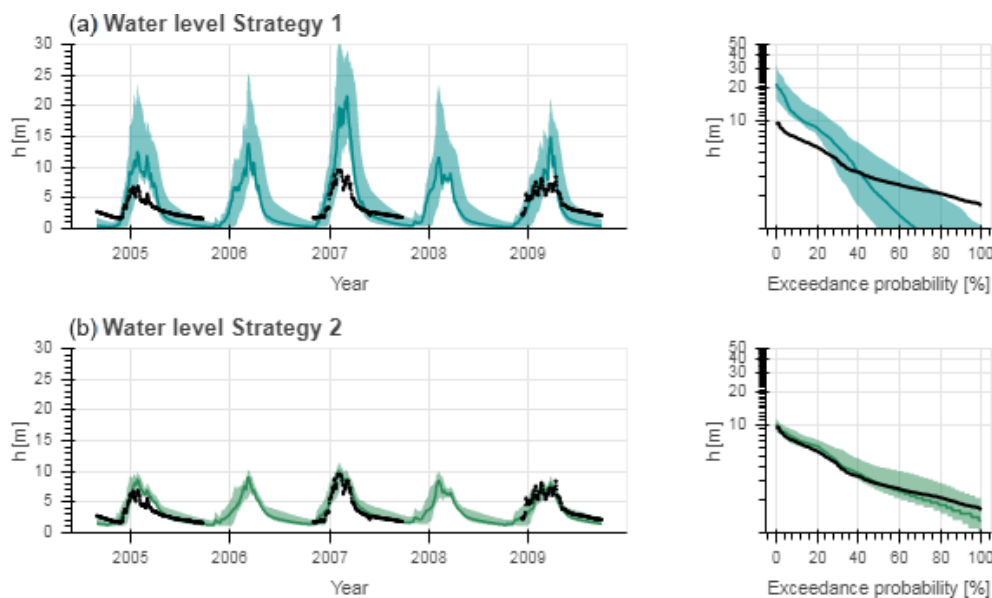 (a) Water level Strategy 1
30
25
20
15
10
5
0
h [m]
2005 2006 2007 2008 2009
Year
50
40
30
10
h [m]
0 20 40 60 80 100
Exceedance probability [%]
(b) Water level Strategy 2
30
25
20
15
10
5
0
h [m]
2005 2006 2007 2008 2009
Year
50
40
30
10
h [m]
0 20 40 60 80 100
Exceedance probability [%]